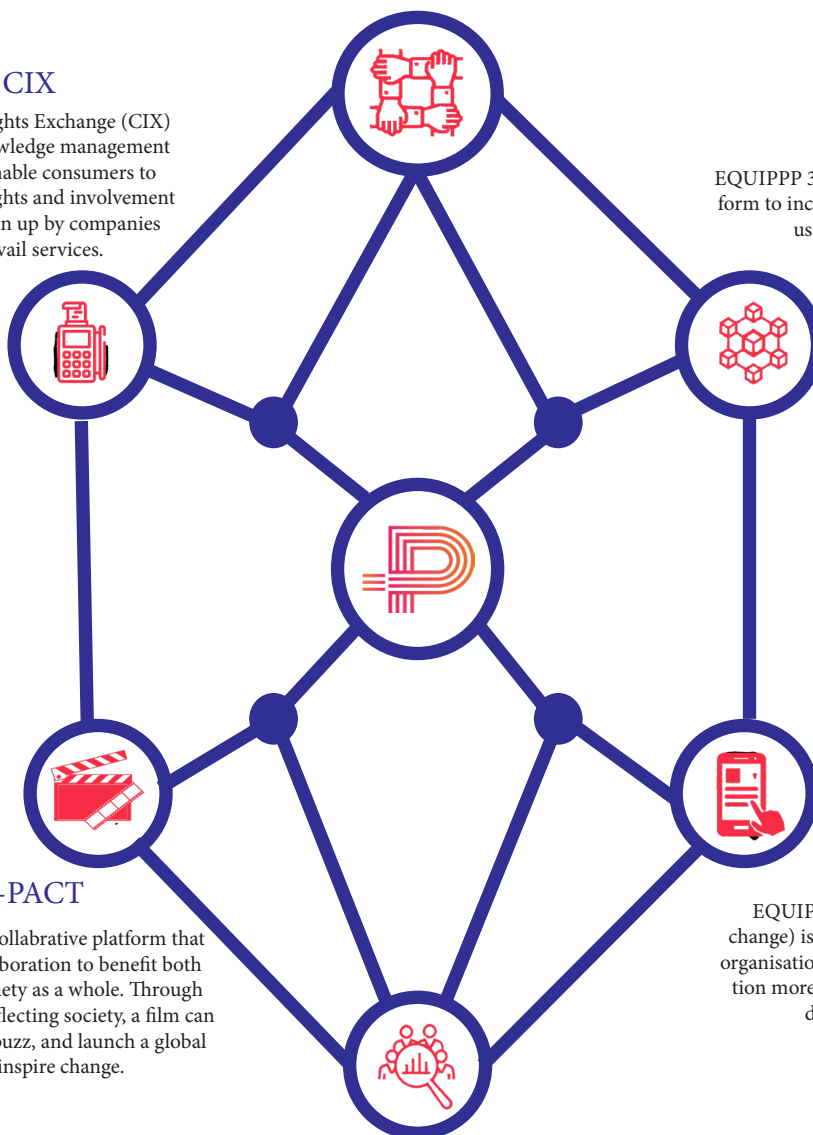 CIX
ghts Exchange (CIX)
wledge management
nable consumers to
ghts and involvement
n up by companies
vail services.
EQUIPPP 3
form to inc
us
-PACT
ollabrative platform that
boration to benefit both
iety as a whole. Through
flecting society, a film can
buzz, and launch a global
inspire change.
EQUIP
change) is
organisatio
tion more
d